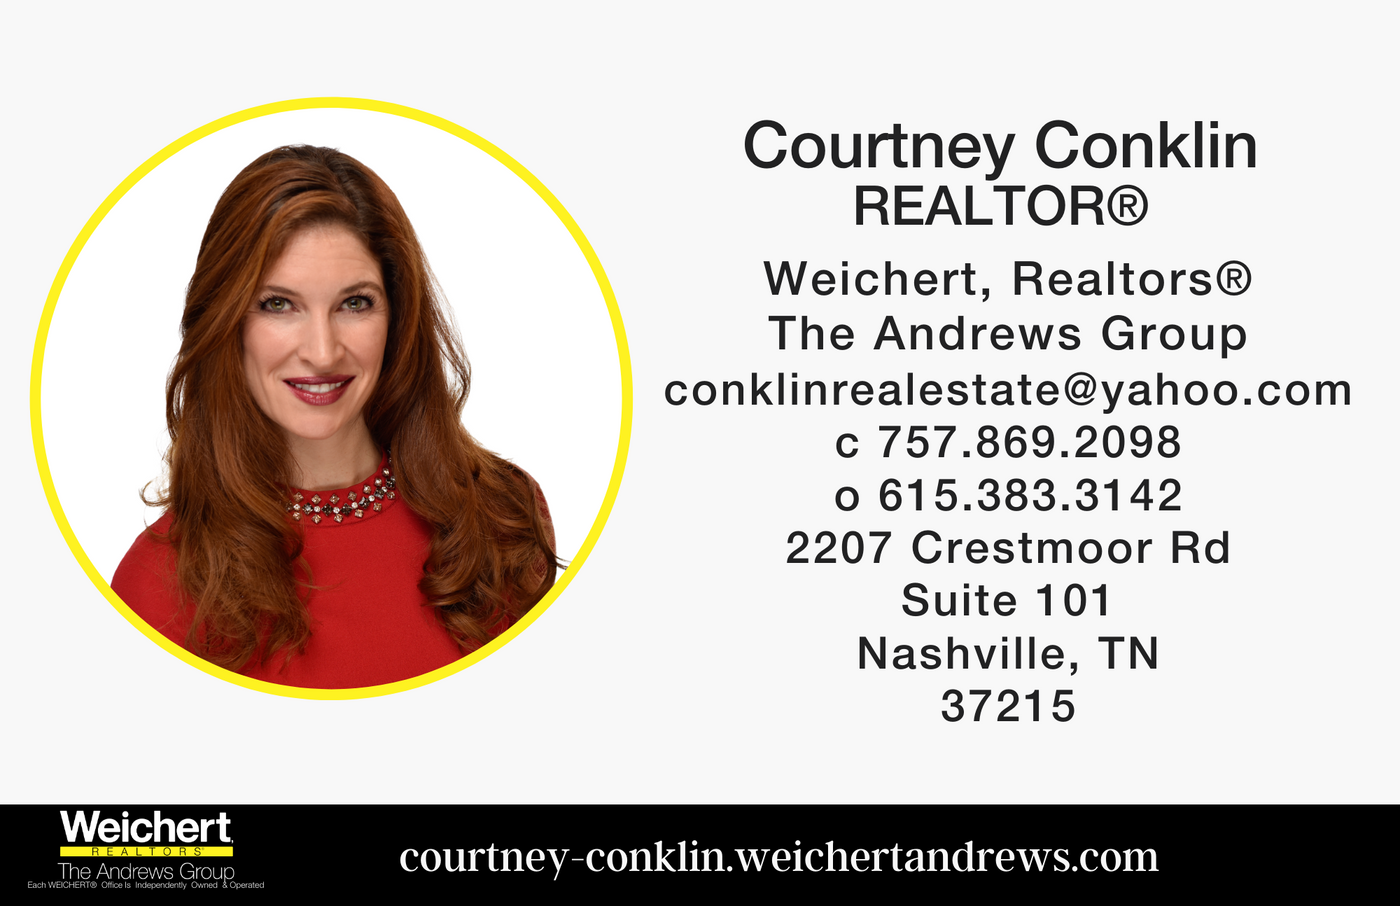 Courtney Conklin
REALTOR®
Weichert, Realtors®
The Andrews Group
conklinrealestate@yahoo.com
c 757.869.2098
o 615.383.3142
2207 Crestmoor Rd
Suite 101
Nashville, TN
37215
Weichert
REALTORS®
The Andrews Group
Each WEICHERT® Office Is Independently Owned & Operated
courtney-conklin.weichertandrews.com